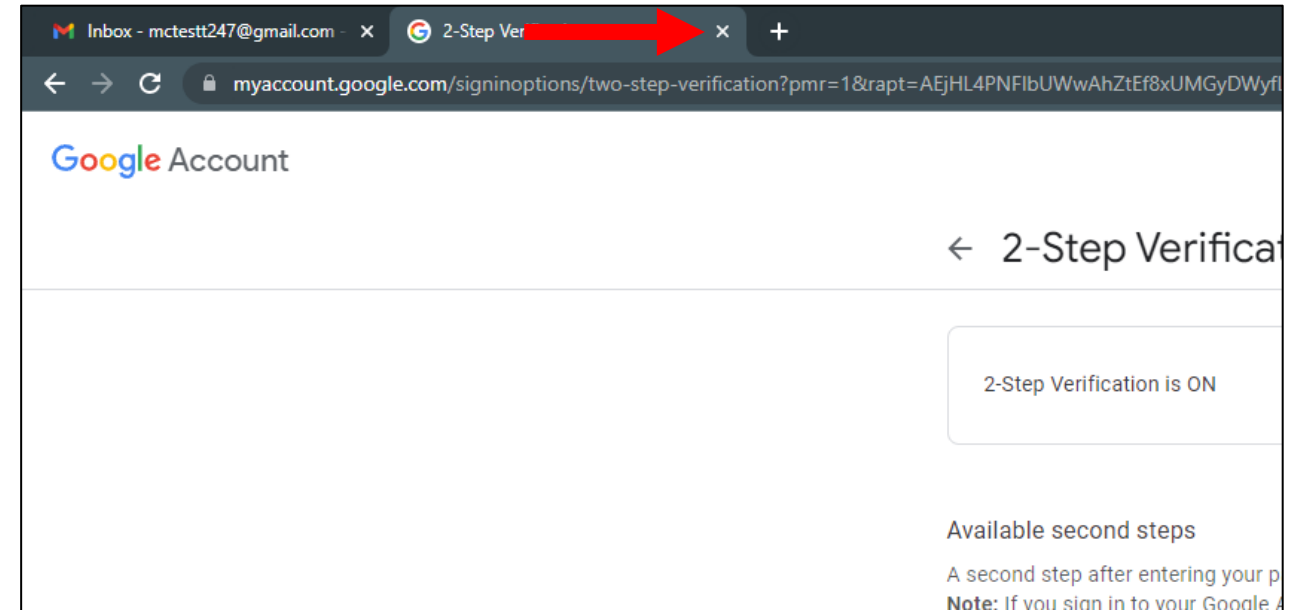 Inbox - mctestt247@gmail.com -
2-Step Ver
myaccount.google.com/signinoptions/two-step-verification?pmr=1&rapt=AEjHL4PNFIbUWwAhZtEf8xUMGyDWyfL
Google Account
2-Step Verificat
2-Step Verification is ON
Available second steps
A second step after entering your p
Note: If you sign in to your Google A